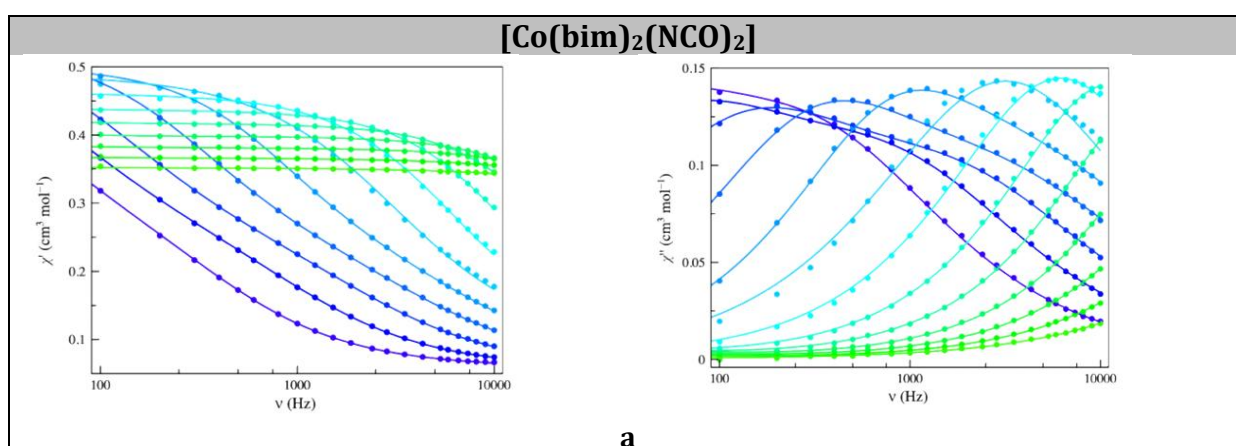 [Co(bim)₂(NCO)₂]
0.5
0.4
0.3
0.2
0.1
χ' (cm³ mol⁻¹)
100
1000
10000
ν (Hz)
0.15
0.1
0.05
0
χ'' (cm³ mol⁻¹)
100
1000
10000
ν (Hz)
a